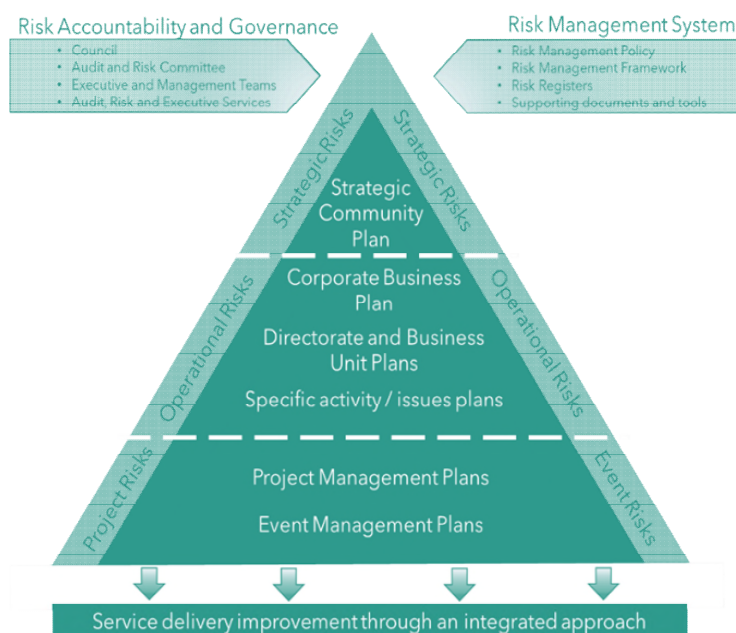 Risk Accountability and Governance
• Council
• Audit and Risk Committee
• Executive and Management Teams
• Audit, Risk and Executive Services
Risk Management System
• Risk Management Policy
• Risk Management Framework
• Risk Registers
• Supporting documents and tools
Strategic Risks
Strategic Risks
Strategic
Community
Plan
Operational Risks
Operational Risks
Corporate Business
Plan
Directorate and Business
Unit Plans
Specific activity / issues plans
Project Risks
Event Risks
Project Management Plans
Event Management Plans
Service delivery improvement through an integrated approach